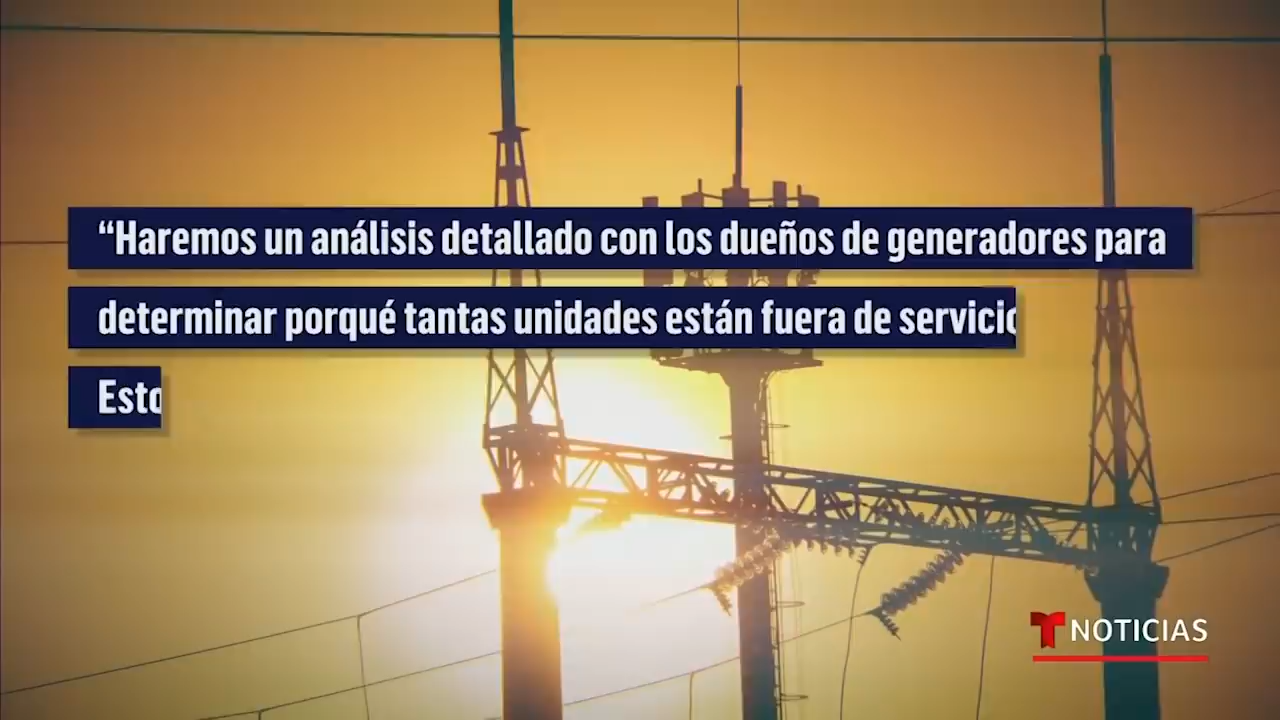 “Haremos un análisis detallado con los dueños de generadores para
determinar porqué tantas unidades están fuera de servicio
Esto
NOTICIAS